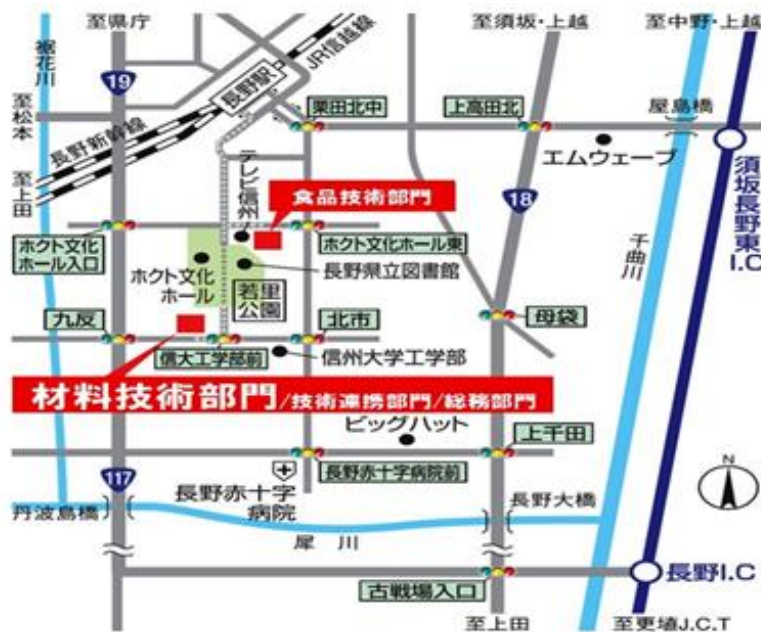 至県庁
至須坂・上越
至中野・上越
裾花川
19
JR信越線
長野駅
栗田北中
上高田北
屋島橋
至松本
長野新幹線
エムウェーブ
至上田
テレビ信州
食品技術部門
18
須坂長野東I.C
ホクト文化
ホール入口
ホクト文化ホール東
千曲川
ホクト文化
ホール
長野県立図書館
若里
公園
九反
北市
母袋
信大工学部前
信州大学工学部
材料技術部門/技術連携部門/総務部門
ビッグハット
上千田
117
長野赤十字
病院
長野赤十字病院前
N
丹波島橋
長野大橋
犀川
長野I.C
古戦場入口
至上田
至更埴J.C.T